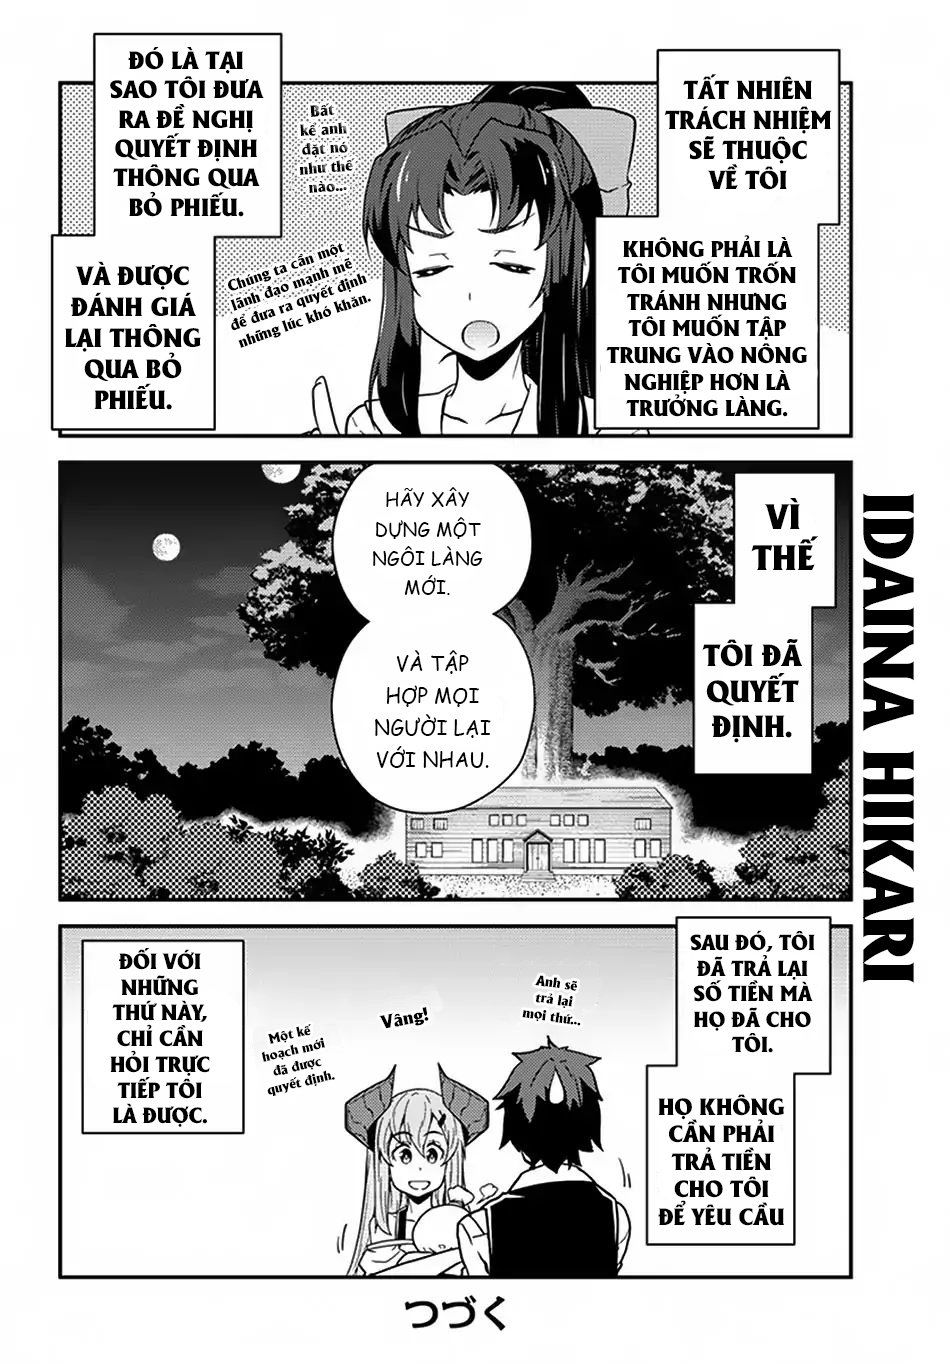 TẤT NHIÊN
TRÁCH NHIỆM
SẼ THUỘC
VỀ TÔI
KHÔNG PHẢI LÀ
TÔI MUỐN TRỐN
TRÁNH NHƯNG
TÔI MUỐN TẬP
TRUNG VÀO NÔNG
NGHIỆP HƠN LÀ
TRƯỞNG LÀNG.
Bất
kể anh
đặt nó
như thế
nào...
Chúng ta cần một
lãnh đạo mạnh mẽ
để đưa ra quyết định
những lúc khó khăn.
ĐÓ LÀ TẠI
SAO TÔI ĐƯA
RA ĐỀ NGHỊ
QUYẾT ĐỊNH
THÔNG QUA
BỎ PHIẾU.
VÀ ĐƯỢC
ĐÁNH GIÁ
LẠI THÔNG
QUA BỎ
PHIẾU.
VÌ
THẾ
TÔI ĐÃ
QUYẾT
ĐỊNH.
HÃY XÂY
DỰNG MỘT
NGÔI LÀNG
MỚI.
VÀ TẬP
HỢP MỌI
NGƯỜI LẠI
VỚI NHAU.
IDAINA HIKARI
SAU ĐÓ, TÔI
ĐÃ TRẢ LẠI
SỐ TIỀN MÀ
HỌ ĐÃ CHO
TÔI.
HỌ KHÔNG
CẦN PHẢI
TRẢ TIỀN
CHO TÔI
ĐỂ YÊU CẦU
Anh sẽ
trả lại
mọi thứ...
Vâng!
Một kế
hoạch mới
đã được
quyết định.
ĐỐI VỚI
NHỮNG
THỨ NÀY,
CHỈ CẦN
HỎI TRỰC
TIẾP TÔI
LÀ ĐƯỢC.
つづく